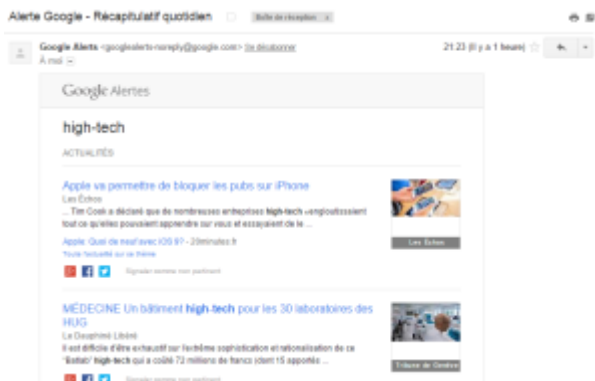 Alerte Google - Récapitulatif quotidien
Boîte de réception x
Google Alerts <googlealerts-noreply@google.com> Se désabonner
21:23 (il y a 1 heure)
À moi
Google Alertes
high-tech
ACTUALITÉS
Apple va permettre de bloquer les pubs sur iPhone
Les Échos
... Tim Cook a déclaré que de nombreuses entreprises high-tech «engloutissaient
tout ce qu'elles pouvaient apprendre sur vous et essayaient de le ...
Les Echos
Apple: Quoi de neuf avec iOS 9? - 20minutes.fr
Toute l'actualité sur ce thème
Signaler comme non pertinent
MÉDECINE Un bâtiment high-tech pour les 30 laboratoires des
HUG
Le Dauphiné Libéré
Il est difficile d'être exhaustif sur l'extrême sophistication et rationalisation de ce
"Batlab" high-tech qui a coûté 72 millions de francs (dont 15 apportés ...
Tribune de Genève
Signaler comme non pertinent